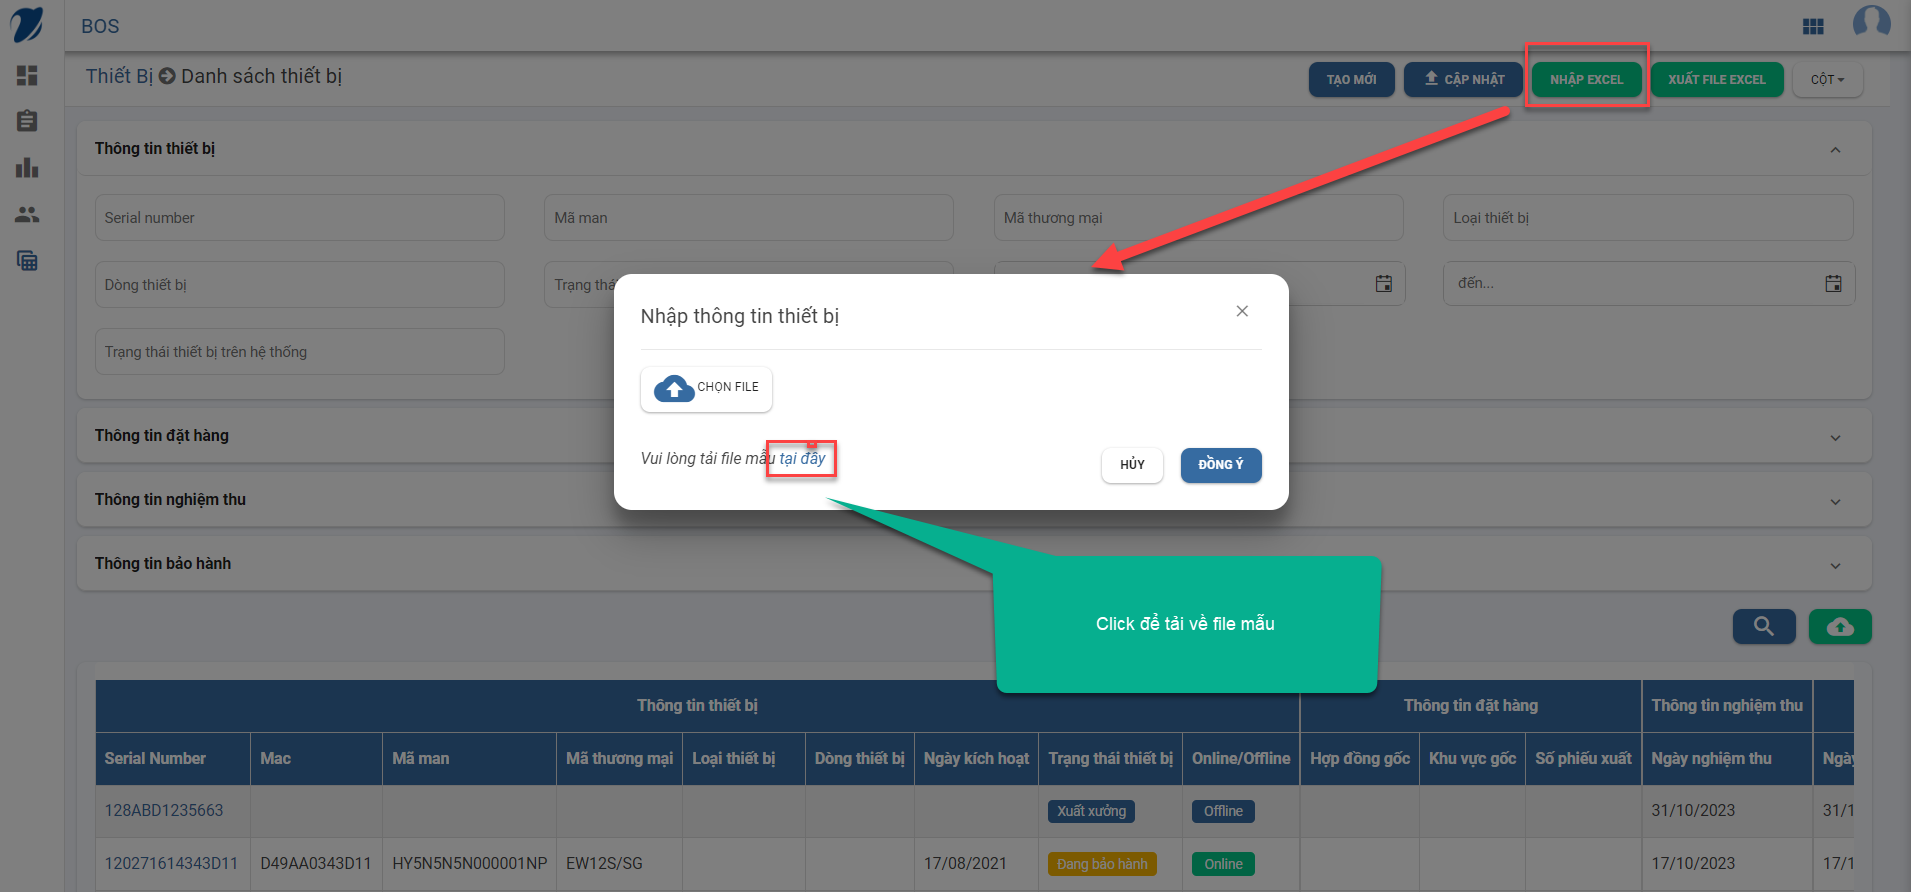 BOS
Thiết Bị Danh sách thiết bị
TẠO MỚI
CẬP NHẬT
NHẬP EXCEL
XUẤT FILE EXCEL
CỘT
Thông tin thiết bị
Serial number
Mã man
Mã thương mại
Loại thiết bị
Dòng thiết bị
Trạng thá
đến...
Trạng thái thiết bị trên hệ thống
Nhập thông tin thiết bị
CHỌN FILE
Vui lòng tải file mẫu tại đây
HỦY
ĐỒNG Ý
Thông tin đặt hàng
Thông tin nghiệm thu
Thông tin bảo hành
Click để tải về file mẫu
Thông tin thiết bị Thông tin đặt hàng Thông tin nghiệm thu
Serial Number Mac Mã man Mã thương mại Loại thiết bị Dòng thiết bị Ngày kích hoạt Trạng thái thiết bị Online/Offline Hợp đồng gốc Khu vực gốc Số phiếu xuất Ngày nghiệm thu Ngày
128ABD1235663 Xuất xưởng Offline 31/10/2023 31/1
120271614343D11 D49AA0343D11 HY5N5N5N000001NP EW12S/SG 17/08/2021 Đang bảo hành Online 17/10/2023 17/1